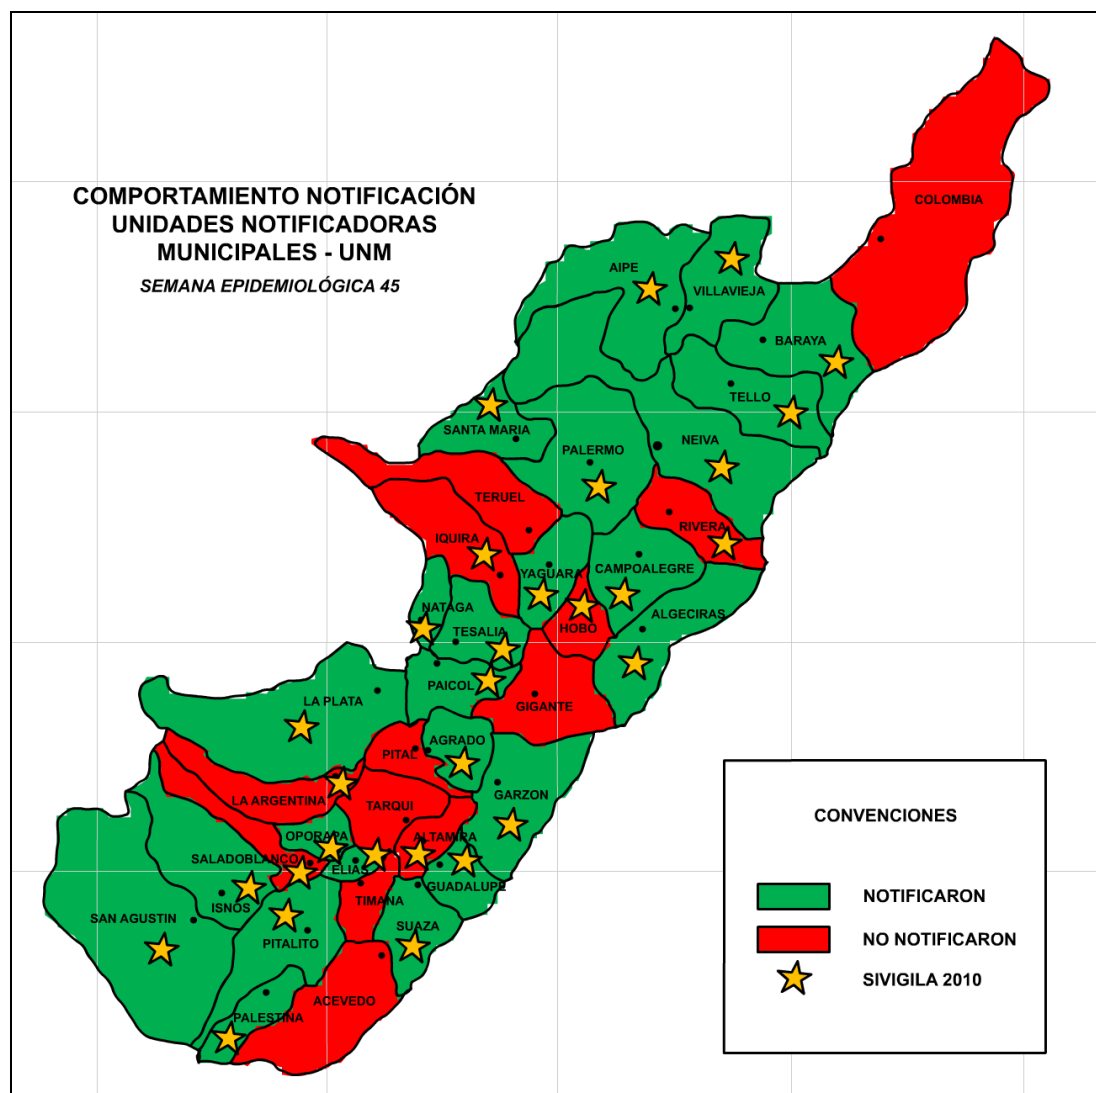 COMPORTAMIENTO NOTIFICACIÓN
UNIDADES NOTIFICADORAS
MUNICIPALES - UNM
SEMANA EPIDEMIOLÓGICA 45
COLOMBIA
AIPE
VILLAVIEJA
BARAYA
TELLO
SANTA MARIA
NEIVA
PALERMO
TERUEL
RIVERA
IQUIRA
YAGUARA
CAMPOALEGRE
NATAGA
ALGECIRAS
TESALIA
HOBO
PAICOL
LA PLATA
GIGANTE
AGRADO
PITAL
GARZON
LA ARGENTINA
TARQUI
OPORAPA
ALTAMIRA
SALADOBLANCO
ELIAS
GUADALUPE
TIMANA
ISNOS
SAN AGUSTIN
SUAZA
PITALITO
ACEVEDO
PALESTINA
CONVENCIONES
NOTIFICARON
NO NOTIFICARON
SIVIGILA 2010